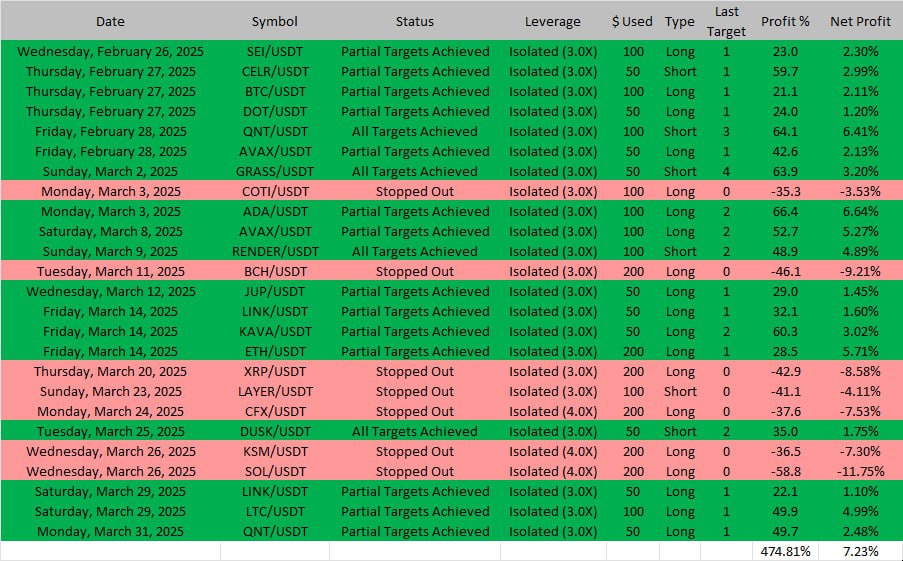 Date Symbol Status Leverage $ Used Type Last Target Profit % Net Profit
Wednesday, February 26, 2025 SEI/USDT Partial Targets Achieved Isolated (3.0X) 100 Long 1 23.0 2.30%
Thursday, February 27, 2025 CELR/USDT Partial Targets Achieved Isolated (3.0X) 50 Short 1 59.7 2.99%
Thursday, February 27, 2025 BTC/USDT Partial Targets Achieved Isolated (3.0X) 100 Long 1 21.1 2.11%
Thursday, February 27, 2025 DOT/USDT Partial Targets Achieved Isolated (3.0X) 50 Long 1 24.0 1.20%
Friday, February 28, 2025 QNT/USDT All Targets Achieved Isolated (3.0X) 100 Short 3 64.1 6.41%
Friday, February 28, 2025 AVAX/USDT Partial Targets Achieved Isolated (3.0X) 50 Long 1 42.6 2.13%
Sunday, March 2, 2025 GRASS/USDT All Targets Achieved Isolated (3.0X) 50 Short 4 63.9 3.20%
Monday, March 3, 2025 COTI/USDT Stopped Out Isolated (3.0X) 100 Long 0 -35.3 -3.53%
Monday, March 3, 2025 ADA/USDT Partial Targets Achieved Isolated (3.0X) 100 Long 2 66.4 6.64%
Saturday, March 8, 2025 AVAX/USDT Partial Targets Achieved Isolated (3.0X) 100 Long 2 52.7 5.27%
Sunday, March 9, 2025 RENDER/USDT All Targets Achieved Isolated (3.0X) 100 Short 2 48.9 4.89%
Tuesday, March 11, 2025 BCH/USDT Stopped Out Isolated (3.0X) 200 Long 0 -46.1 -9.21%
Wednesday, March 12, 2025 JUP/USDT Partial Targets Achieved Isolated (3.0X) 50 Long 1 29.0 1.45%
Friday, March 14, 2025 LINK/USDT Partial Targets Achieved Isolated (3.0X) 50 Long 1 32.1 1.60%
Friday, March 14, 2025 KAVA/USDT Partial Targets Achieved Isolated (3.0X) 50 Long 2 60.3 3.02%
Friday, March 14, 2025 ETH/USDT Partial Targets Achieved Isolated (3.0X) 200 Long 1 28.5 5.71%
Thursday, March 20, 2025 XRP/USDT Stopped Out Isolated (3.0X) 200 Long 0 -42.9 -8.58%
Sunday, March 23, 2025 LAYER/USDT Stopped Out Isolated (3.0X) 100 Short 0 -41.1 -4.11%
Monday, March 24, 2025 CFX/USDT Stopped Out Isolated (4.0X) 200 Long 0 -37.6 -7.53%
Tuesday, March 25, 2025 DUSK/USDT All Targets Achieved Isolated (3.0X) 50 Short 2 35.0 1.75%
Wednesday, March 26, 2025 KSM/USDT Stopped Out Isolated (4.0X) 200 Long 0 -36.5 -7.30%
Wednesday, March 26, 2025 SOL/USDT Stopped Out Isolated (4.0X) 200 Long 0 -58.8 -11.75%
Saturday, March 29, 2025 LINK/USDT Partial Targets Achieved Isolated (3.0X) 50 Long 1 22.1 1.10%
Saturday, March 29, 2025 LTC/USDT Partial Targets Achieved Isolated (3.0X) 100 Long 1 49.9 4.99%
Monday, March 31, 2025 QNT/USDT Partial Targets Achieved Isolated (3.0X) 50 Long 1 49.7 2.48%
474.81% 7.23%